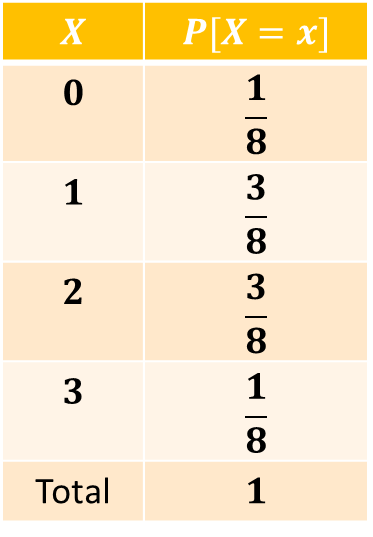 X P[X = x]
0 1/8
1 3/8
2 3/8
3 1/8
Total 1